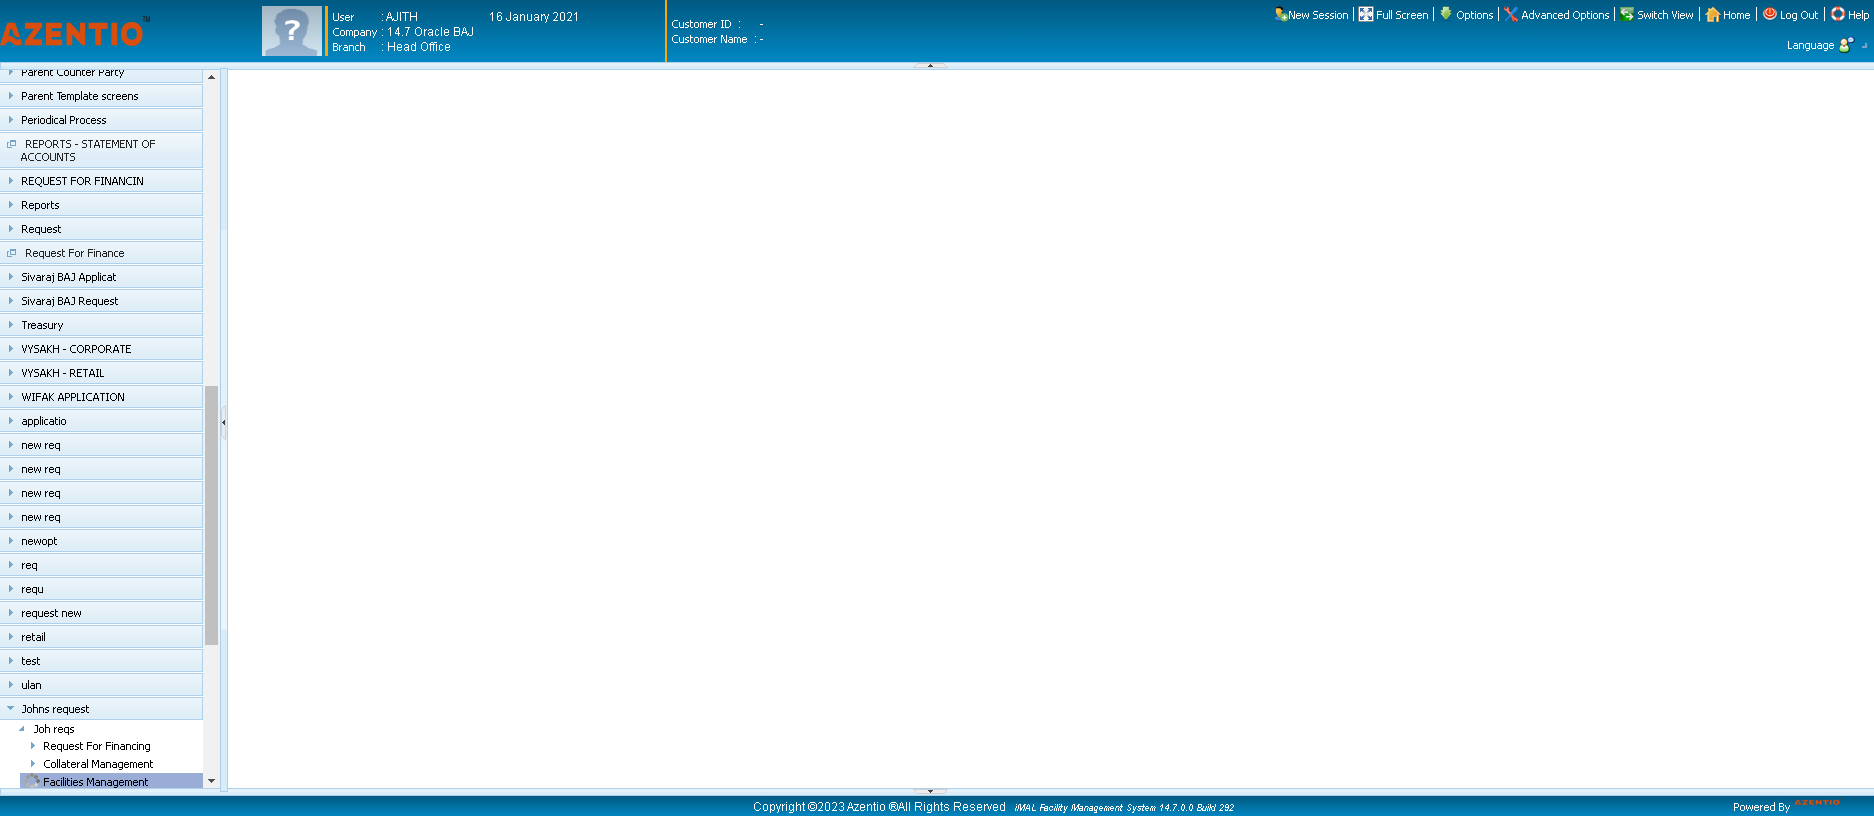 AZENTIO™
User : AJITH 16 January 2021
Company : 14.7 Oracle BAJ
Branch : Head Office
Customer ID : -
Customer Name : -
New Session | Full Screen | Options | Advanced Options | Switch View | Home | Log Out | Help
Language
Parent Counter Party
Parent Template screens
Periodical Process
REPORTS - STATEMENT OF
ACCOUNTS
REQUEST FOR FINANCIN
Reports
Request
Request For Finance
Sivaraj BAJ Applicat
Sivaraj BAJ Request
Treasury
VYSAKH - CORPORATE
VYSAKH - RETAIL
WIFAK APPLICATION
applicatio
new req
new req
new req
new req
newopt
req
requ
request new
retail
test
ulan
Johns request
Joh reqs
Request For Financing
Collateral Management
Facilities Management
Copyright ©2023 Azentio ®All Rights Reserved iMAL Facility Management System 14.7.0.0 Build 292
Powered By AZENTIO